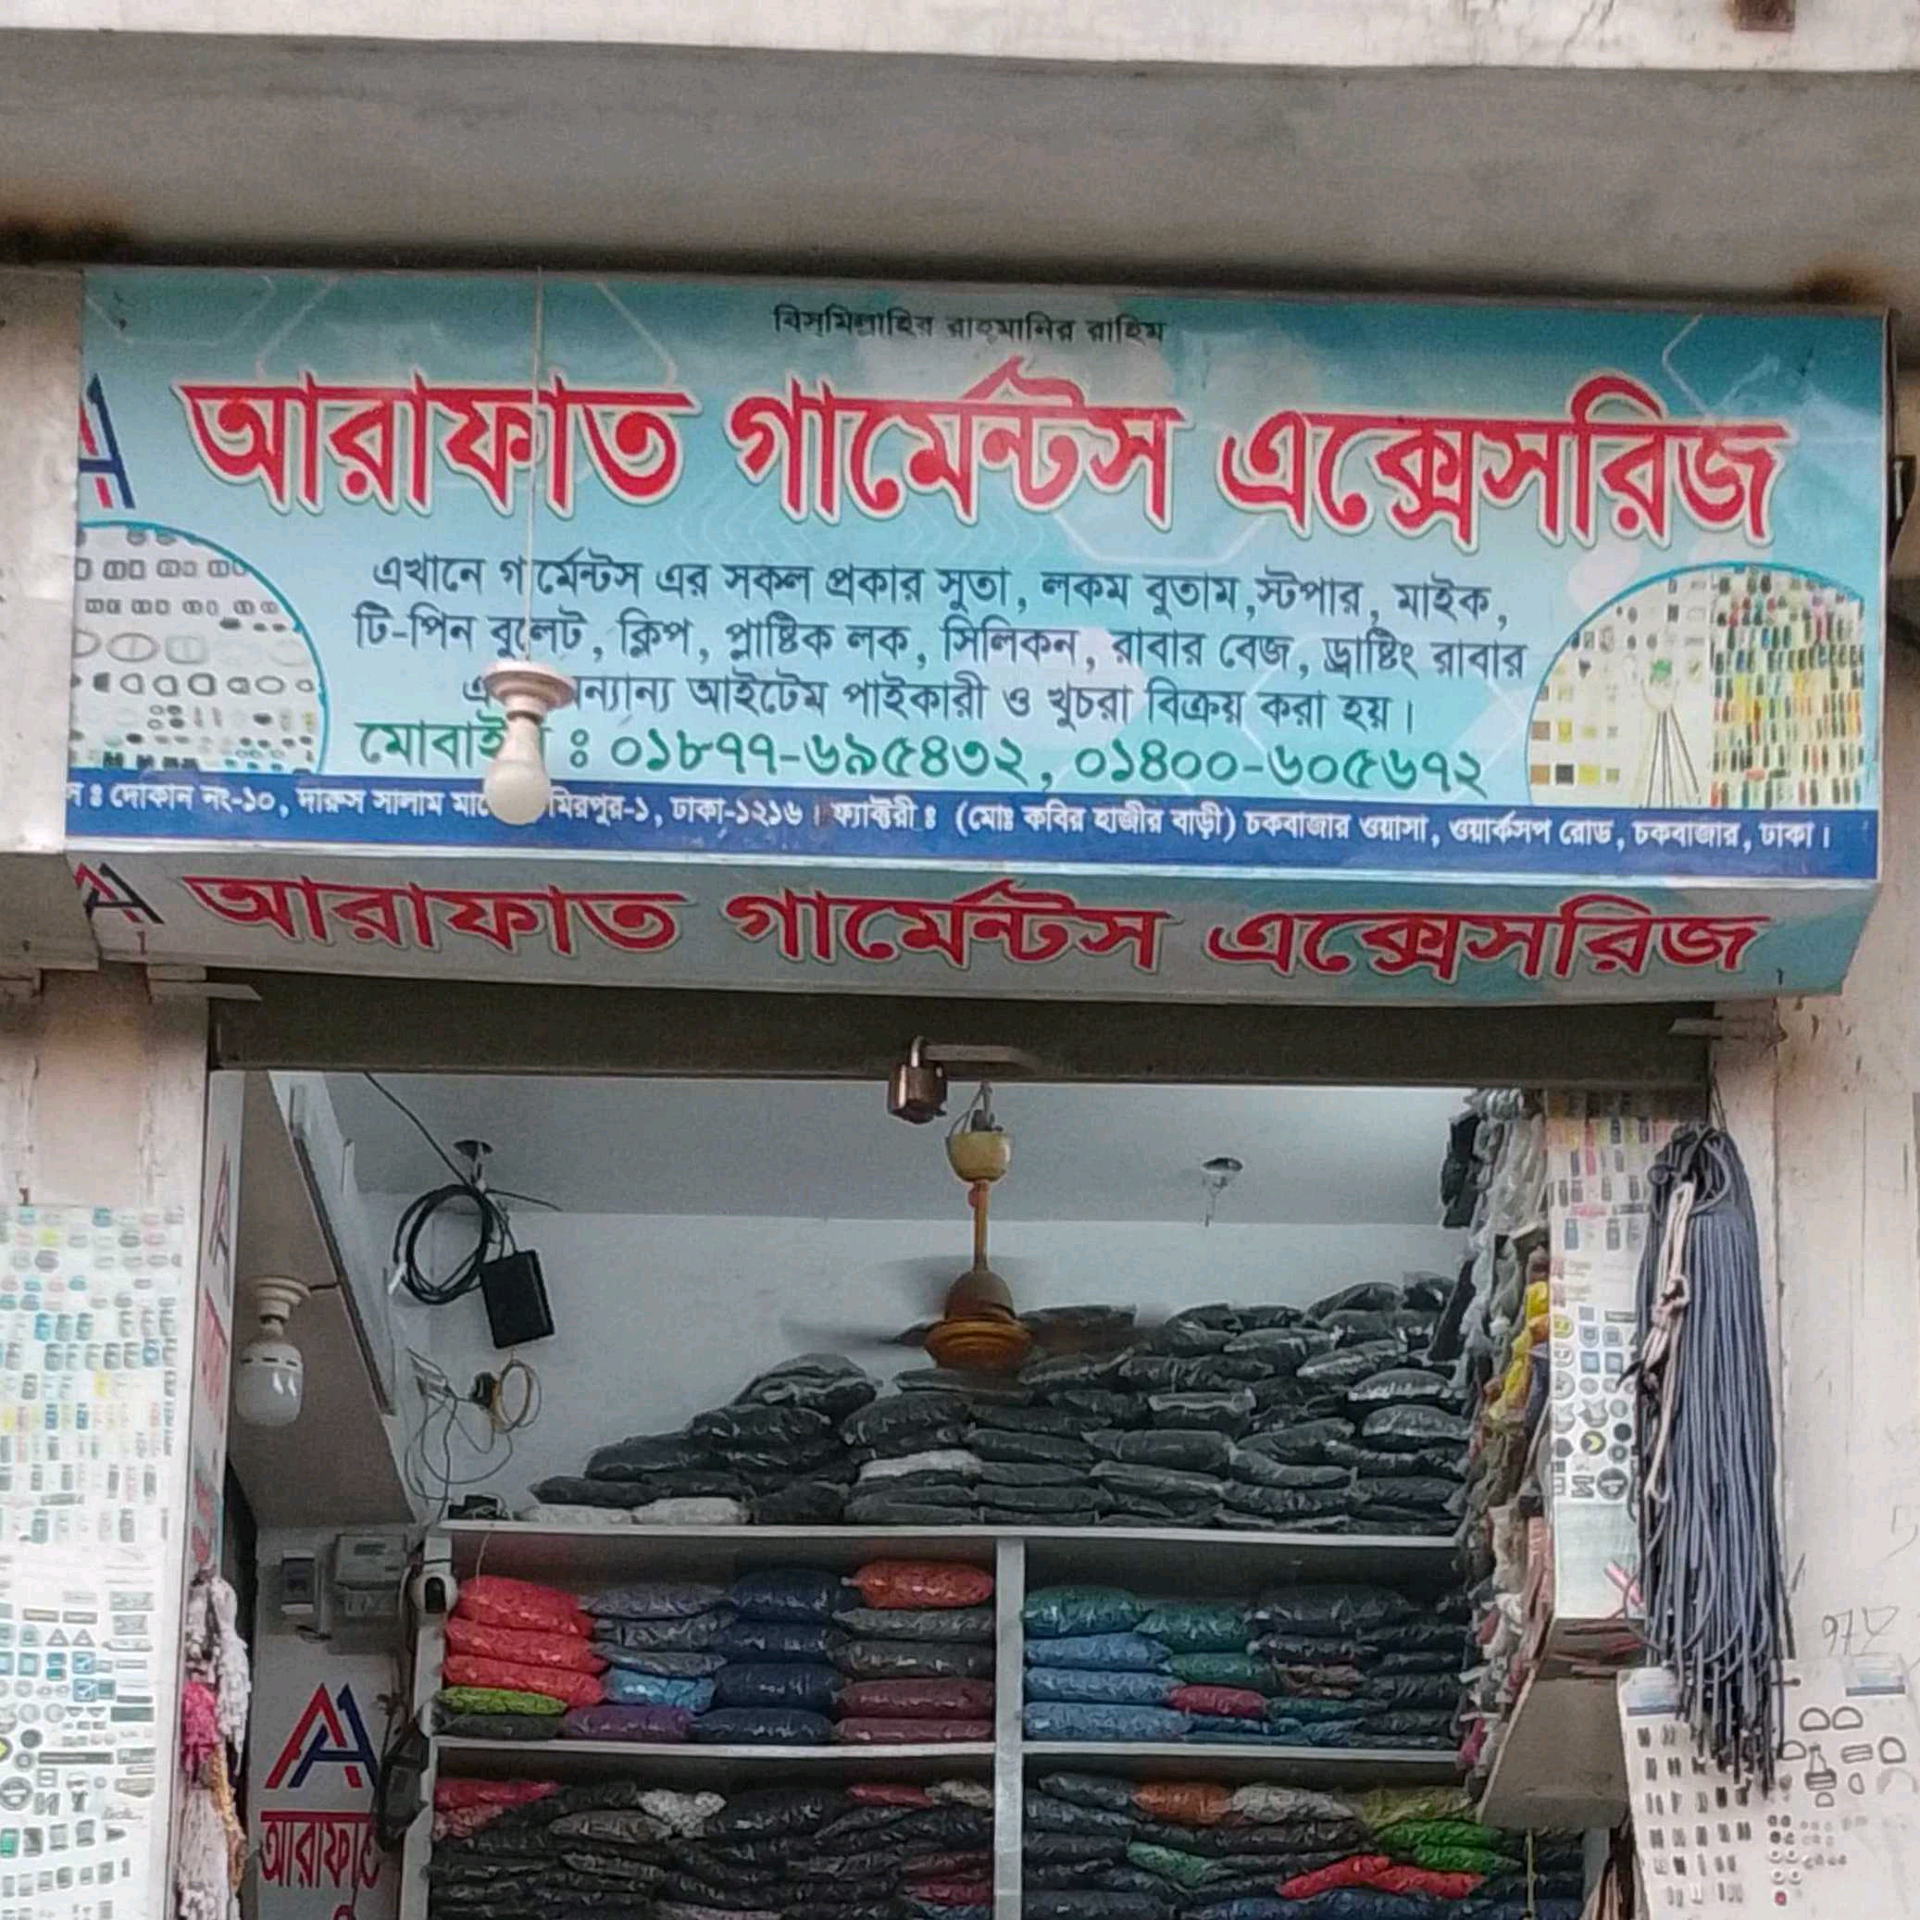 বিস্‌মিল্লাহির রাহ্‌মানির রাহিম
আরাফাত গার্মেন্টস এক্সেসরিজ
এখানে গার্মেন্টস এর সকল প্রকার সুতা, লকম বুতাম, স্টপার, মাইক,
টি-পিন বুলেট, ক্লিপ, প্লাষ্টিক লক, সিলিকন, রাবার বেজ, ড্রাষ্টিং রাবার
আইটেম পাইকারী ও খুচরা বিক্রয় করা হয়।
মোবাইল ঃ ০১৮৭৭-৬৯৫৪৩২, ০১৪০০-৬০৫৬৭২
দোকান নং-১০, দারুস সালাম মিরপুর-১, ঢাকা-১২১৬। ফ্যাক্টরী ঃ (মোঃ কবির হাজীর বাড়ী) চকবাজার ওয়াসা, ওয়ার্কসপ রোড, চকবাজার, ঢাকা।
আরাফাত গার্মেন্টস এক্সেসরিজ
আরাফাত